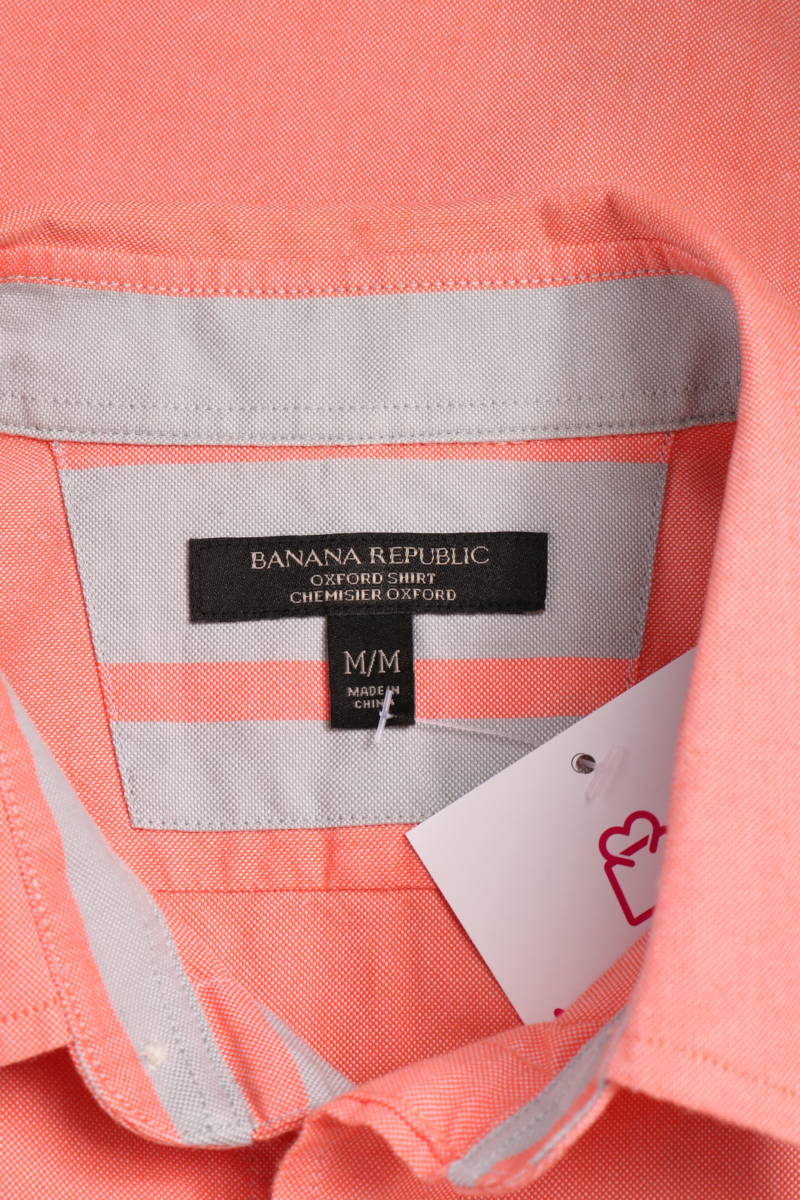 BANANA REPUBLIC
OXFORD SHIRT
CHEMISIER OXFORD
M/M
MADE IN
CHINA